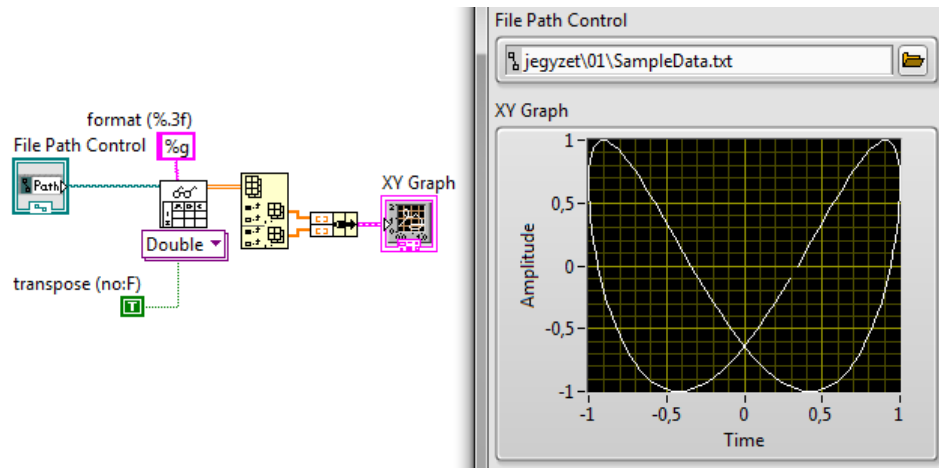 format (%.3f)
File Path Control
%g
Path
XY Graph
Double
transpose (no:F)
T
File Path Control
jegyzet\01\SampleData.txt
XY Graph
Amplitude
1
0,5
0
-0,5
-1
-1
-0,5
0
0,5
1
Time